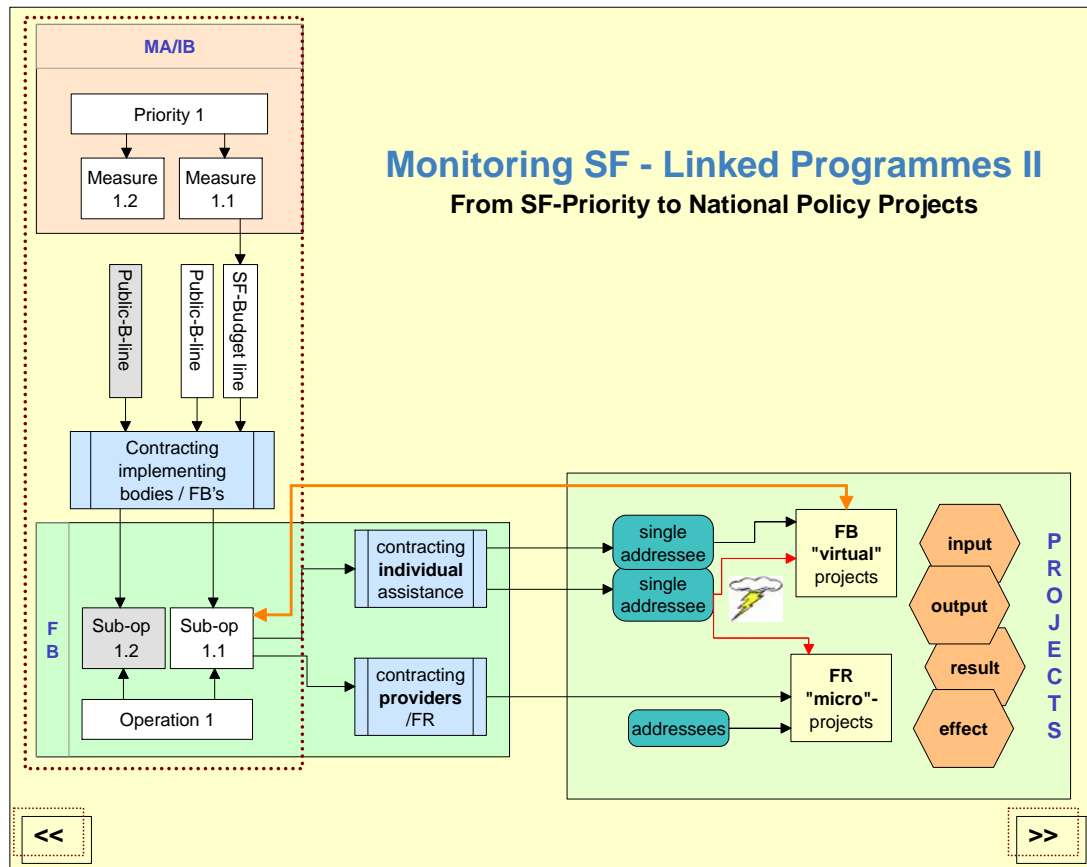 MA/IB
Priority 1
Measure
1.2
Measure
1.1
Monitoring SF - Linked Programmes II
From SF-Priority to National Policy Projects
Public-B-line
Public-B-line
SF-Budget line
Contracting
implementing
bodies / FB's
F
B
Sub-op
1.2
Sub-op
1.1
Operation 1
contracting
individual
assistance
contracting
providers
/FR
single
addressee
single
addressee
addressees
FB
"virtual"
projects
FR
"micro"-
projects
input
output
result
effect
P
R
O
J
E
C
T
S
<<
>>